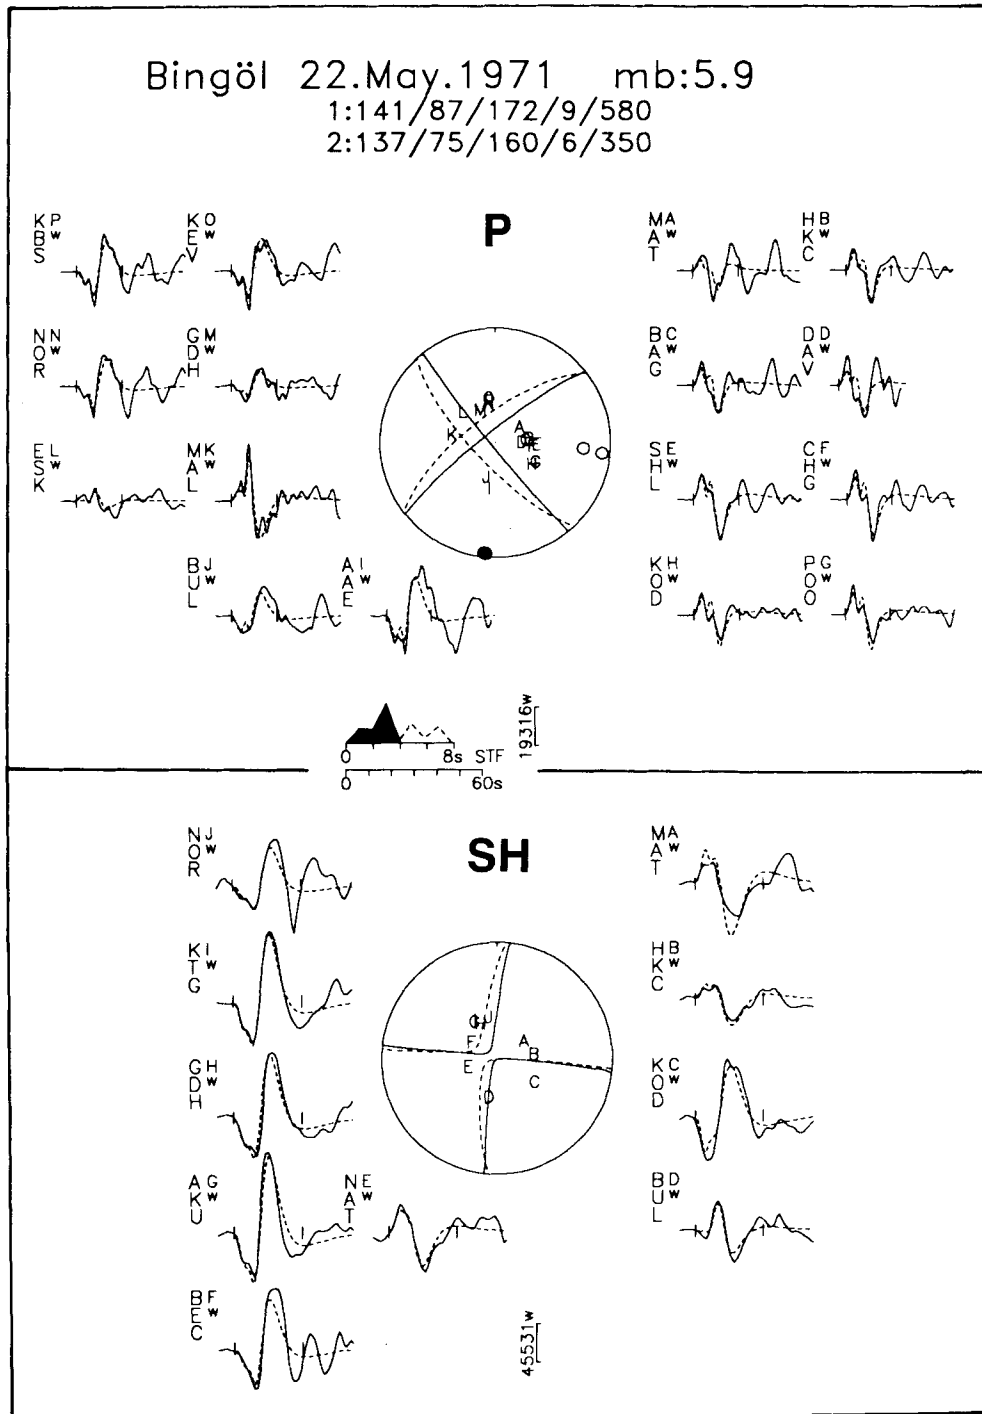 Bingöl 22.May.1971 mb:5.9
1:141/87/172/9/580
2:137/75/160/6/350
P
KBS P w
KEV O w
MAT A w
HKC B w
NOR N w
GDH M w
BAG C w
DAV D w
ESK L w
MAL K w
SHL E w
CHG F w
BUL J w
AAE I w
KOD H w
POO G w
L M
A
K
J
19316w
0 8s STF
0 60s
SH
NOR J w
MAT A w
KTG I w
HKC B w
GDH H w
KOD C w
AKU G w
NAT E w
BUL D w
BEC F w
G H J
F
E
A
B
C
D
45531w